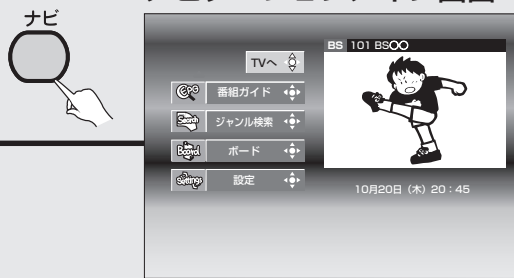 ナビ
TVへ
BS 101 BS○○
EPG 番組ガイド
Search ジャンル検索
Board ボード
Settings 設定
10月20日（木）20：45